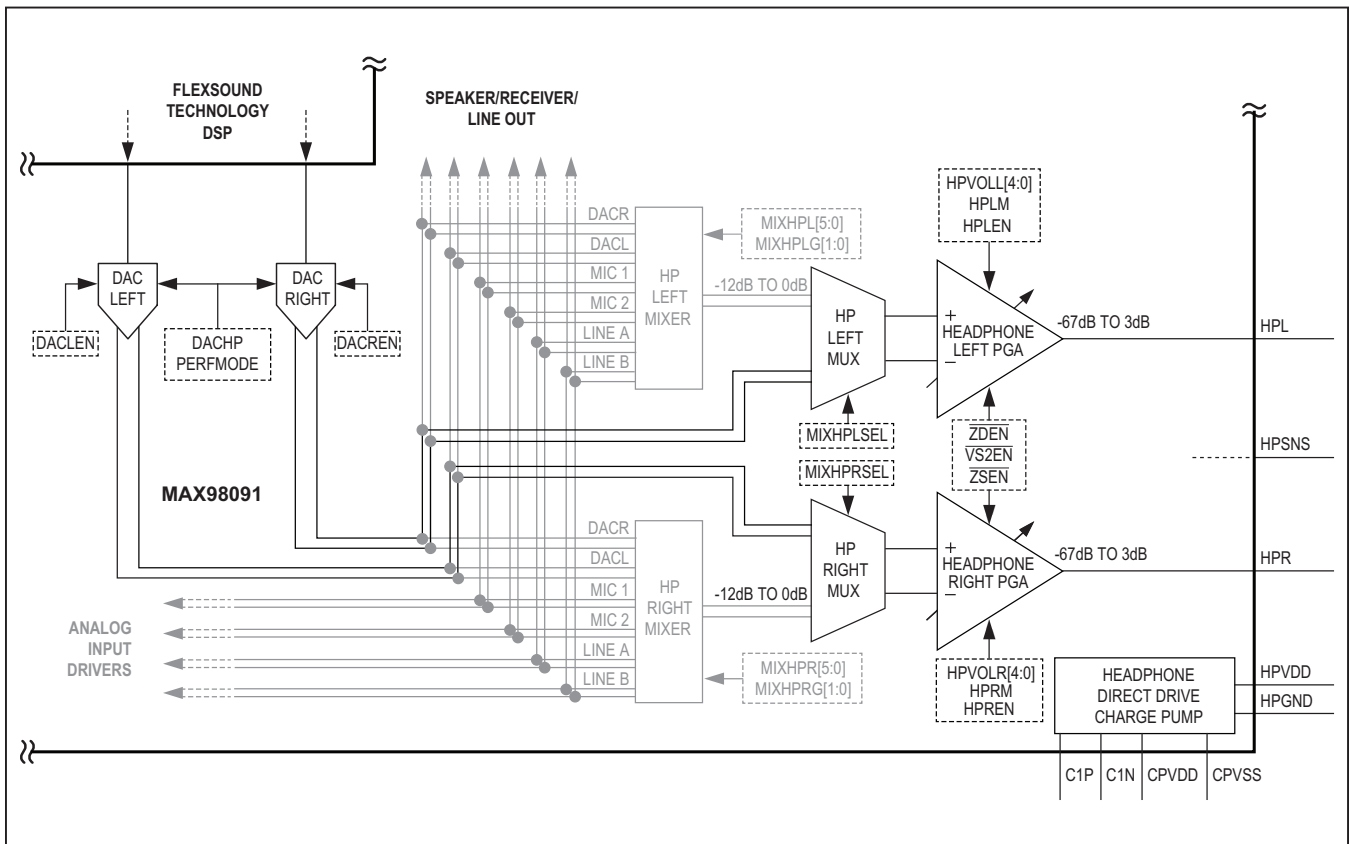 FLEXSOUND
TECHNOLOGY
DSP
SPEAKER/RECEIVER/
LINE OUT
DAC
LEFT
DAC
RIGHT
DACLEN
DACHP
PERFMODE
DACREN
DACR
DACL
MIC 1
MIC 2
LINE A
LINE B
HP
LEFT
MIXER
MIXHPL[5:0]
MIXHPLG[1:0]
-12dB TO 0dB
HP
LEFT
MUX
MIXHPLSEL
HPVOLL[4:0]
HPLM
HPLEN
+
HEADPHONE
LEFT PGA
–
-67dB TO 3dB
HPL
ZDEN
VS2EN
ZSEN
HPSNS
MAX98091
MIXHPRSEL
DACR
DACL
MIC 1
MIC 2
LINE A
LINE B
HP
RIGHT
MIXER
-12dB TO 0dB
MIXHPR[5:0]
MIXHPRG[1:0]
HP
RIGHT
MUX
+
HEADPHONE
RIGHT PGA
–
-67dB TO 3dB
HPR
HPVOLR[4:0]
HPRM
HPREN
ANALOG
INPUT
DRIVERS
HEADPHONE
DIRECT DRIVE
CHARGE PUMP
HPVDD
HPGND
C1P
C1N
CPVDD
CPVSS